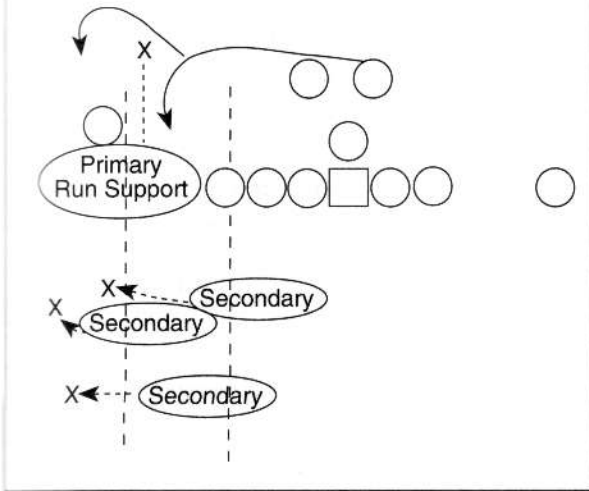 X
Primary
Run Support
X
Secondary
X
Secondary
X
Secondary